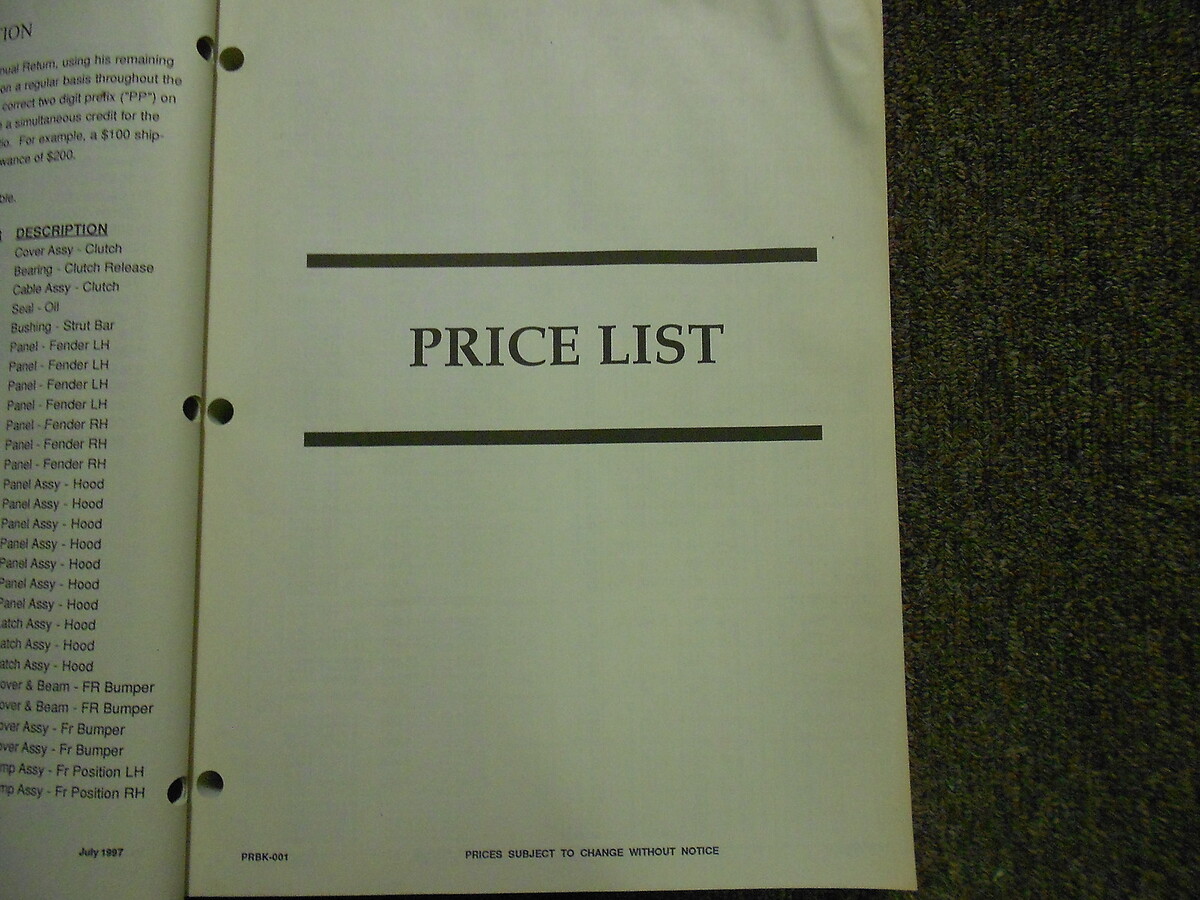 TION
nual Return, using his remaining
on a regular basis throughout the
correct two digit prefix ("PP") on
a simultaneous credit for the
io. For example, a $100 ship-
wance of $200.
ble.
DESCRIPTION
Cover Assy - Clutch
Bearing - Clutch Release
Cable Assy - Clutch
Seal - Oil
Bushing - Strut Bar
Panel - Fender LH
Panel - Fender LH
Panel - Fender LH
Panel - Fender LH
Panel - Fender RH
Panel - Fender RH
Panel - Fender RH
Panel Assy - Hood
Panel Assy - Hood
Panel Assy - Hood
Panel Assy - Hood
Panel Assy - Hood
Panel Assy - Hood
Panel Assy - Hood
atch Assy - Hood
atch Assy - Hood
atch Assy - Hood
over & Beam - FR Bumper
over & Beam - FR Bumper
over Assy - Fr Bumper
over Assy - Fr Bumper
mp Assy - Fr Position LH
mp Assy - Fr Position RH
July 1997
PRICE LIST
PRBK-001
PRICES SUBJECT TO CHANGE WITHOUT NOTICE